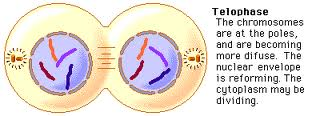 Telophase
The chromosomes
are at the poles,
and are becoming
more difuse. The
nuclear envelope
is reforming. The
cytoplasm may be
dividing.